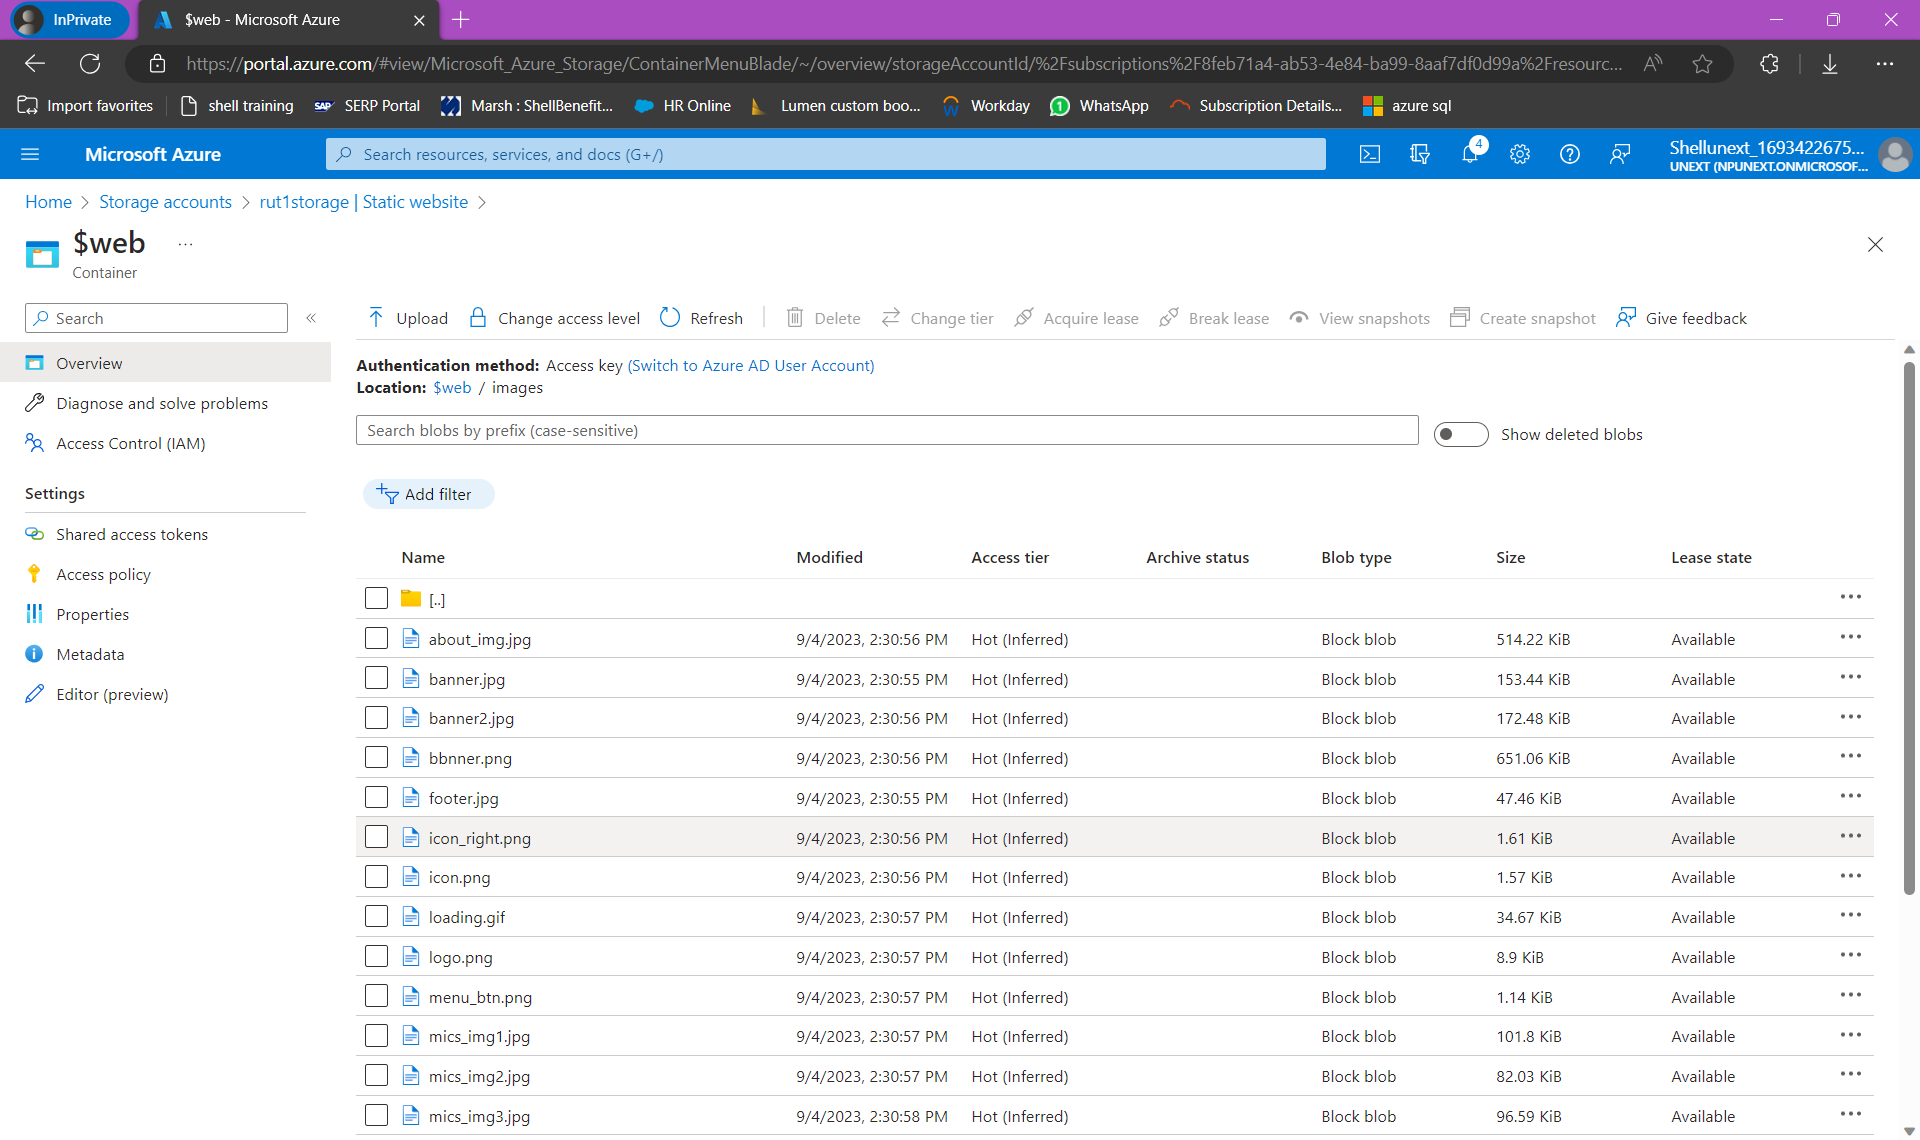 InPrivate
$web - Microsoft Azure
https://portal.azure.com/#view/Microsoft_Azure_Storage/ContainerMenuBlade/~/overview/storageAccountId/%2Fsubscriptions%2F8feb71a4-ab53-4e84-ba99-8aaf7df0d99a%2Fresourc...
Import favorites shell training SAP SERP Portal Marsh : ShellBenefit... HR Online Lumen custom boo... Workday 1 WhatsApp Subscription Details... azure sql
Microsoft Azure
Search resources, services, and docs (G+/)
4
Shellunext_1693422675...
UNEXT (NPUNEXT.ONMICROSOF...
Home > Storage accounts > rut1storage | Static website >
$web ...
Container
Search
«
Overview
Diagnose and solve problems
Access Control (IAM)
Settings
Shared access tokens
Access policy
Properties
Metadata
Editor (preview)
Upload Change access level Refresh Delete Change tier Acquire lease Break lease View snapshots Create snapshot Give feedback
Authentication method: Access key (Switch to Azure AD User Account)
Location: $web / images
Search blobs by prefix (case-sensitive)
Show deleted blobs
Add filter
Name Modified Access tier Archive status Blob type Size Lease state
[..]
about_img.jpg 9/4/2023, 2:30:56 PM Hot (Inferred) Block blob 514.22 KiB Available
banner.jpg 9/4/2023, 2:30:55 PM Hot (Inferred) Block blob 153.44 KiB Available
banner2.jpg 9/4/2023, 2:30:56 PM Hot (Inferred) Block blob 172.48 KiB Available
bbnner.png 9/4/2023, 2:30:56 PM Hot (Inferred) Block blob 651.06 KiB Available
footer.jpg 9/4/2023, 2:30:55 PM Hot (Inferred) Block blob 47.46 KiB Available
icon_right.png 9/4/2023, 2:30:56 PM Hot (Inferred) Block blob 1.61 KiB Available
icon.png 9/4/2023, 2:30:56 PM Hot (Inferred) Block blob 1.57 KiB Available
loading.gif 9/4/2023, 2:30:57 PM Hot (Inferred) Block blob 34.67 KiB Available
logo.png 9/4/2023, 2:30:57 PM Hot (Inferred) Block blob 8.9 KiB Available
menu_btn.png 9/4/2023, 2:30:57 PM Hot (Inferred) Block blob 1.14 KiB Available
mics_img1.jpg 9/4/2023, 2:30:57 PM Hot (Inferred) Block blob 101.8 KiB Available
mics_img2.jpg 9/4/2023, 2:30:57 PM Hot (Inferred) Block blob 82.03 KiB Available
mics_img3.jpg 9/4/2023, 2:30:58 PM Hot (Inferred) Block blob 96.59 KiB Available